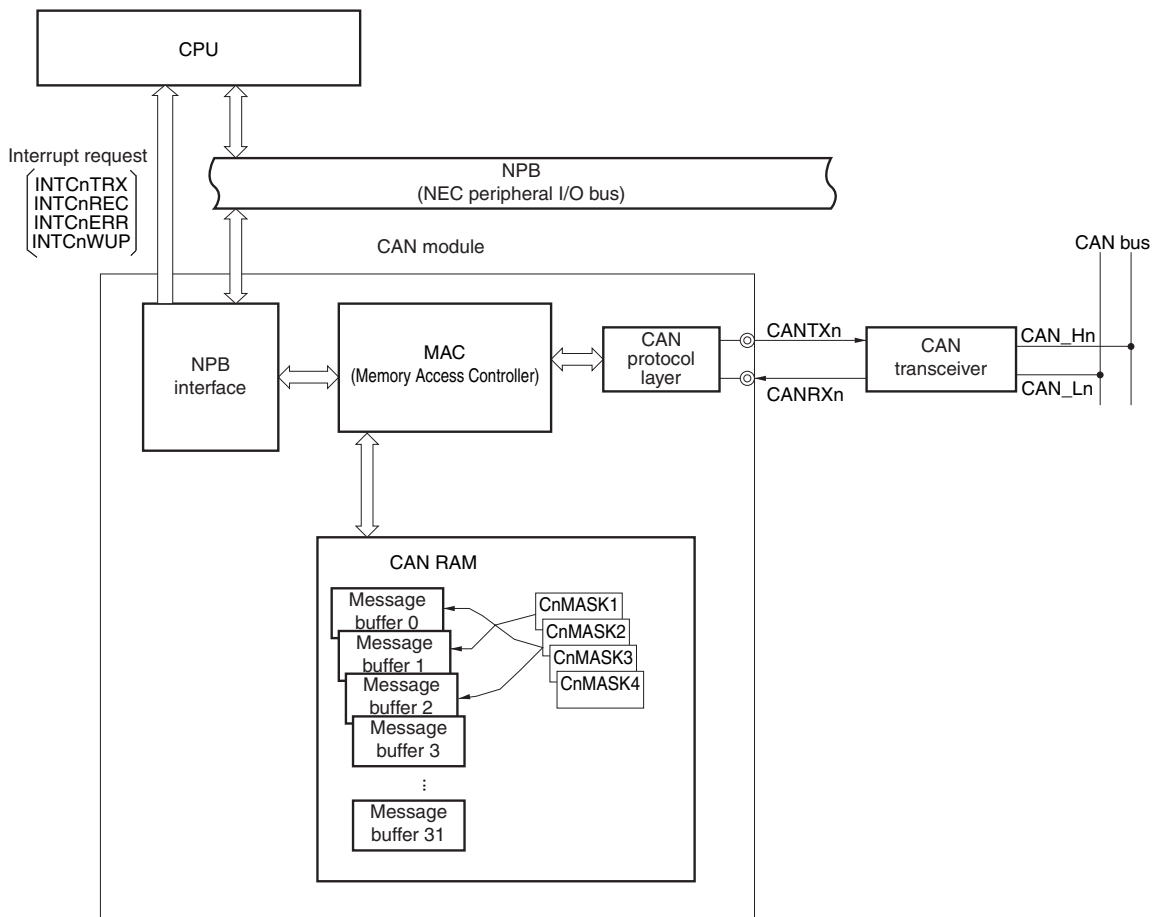 CPU
Interrupt request
INTCnTRX
INTCnREC
INTCnERR
INTCnWUP
NPB
(NEC peripheral I/O bus)
CAN module
CAN bus
NPB
interface
MAC
(Memory Access Controller)
CAN
protocol
layer
CANTXn
CANRXn
CAN
transceiver
CAN_Hn
CAN_Ln
CAN RAM
Message
buffer 0
Message
buffer 1
Message
buffer 2
Message
buffer 3
...
Message
buffer 31
CnMASK1
CnMASK2
CnMASK3
CnMASK4